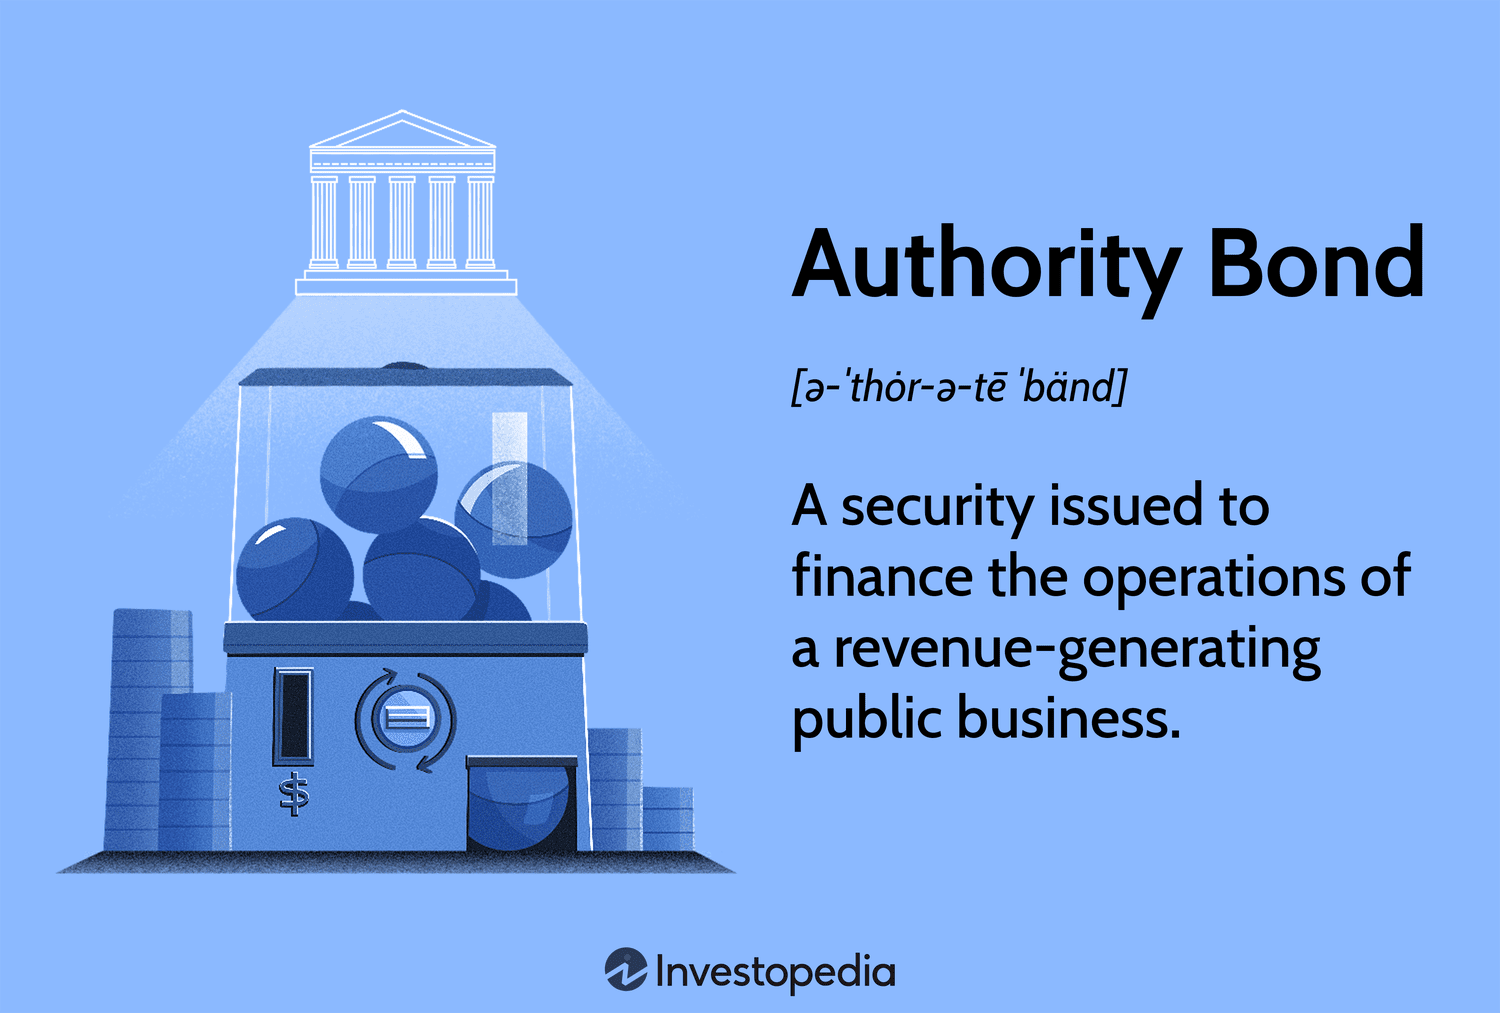 Authority Bond
[ə-ˈthȯr-ə-tē ˈbänd]
A security issued to
finance the operations of
a revenue-generating
public business.
$
Investopedia